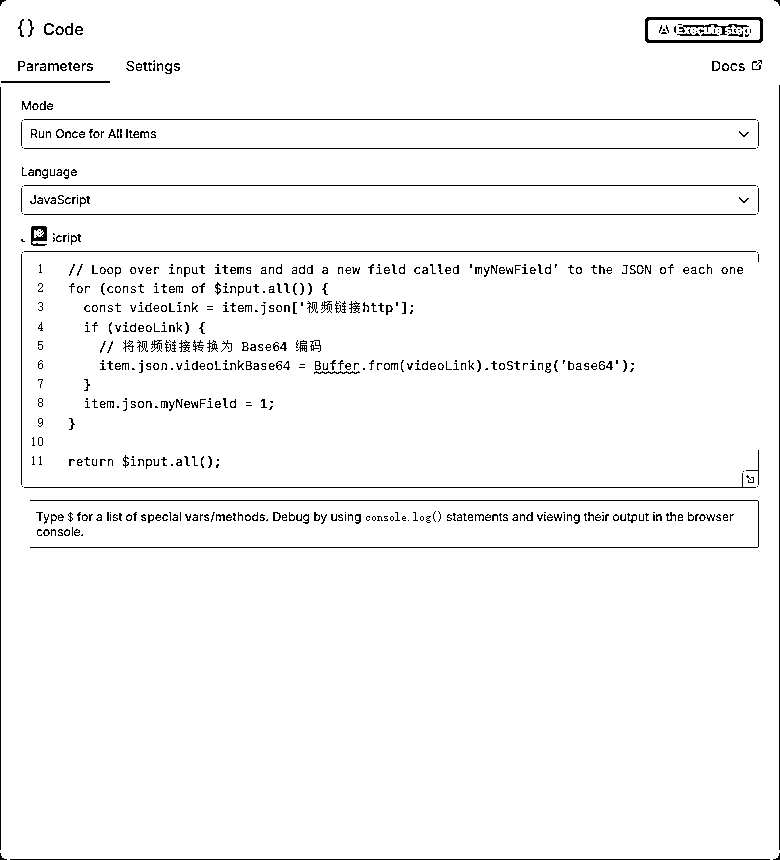 {} Code
Execute step
Parameters Settings Docs
Mode
Run Once for All Items
Language
JavaScript
cript
1 // Loop over input items and add a new field called 'myNewField' to the JSON of each one
2 for (const item of $input.all()) {
3 const videoLink = item.json['视频链接http'];
4 if (videoLink) {
5 // 将视频链接转换为 Base64 编码
6 item.json.videoLinkBase64 = Buffer.from(videoLink).toString('base64');
7 }
8 item.json.myNewField = 1;
9 }
10
11 return $input.all();
Type $ for a list of special vars/methods. Debug by using console.log() statements and viewing their output in the browser
console.